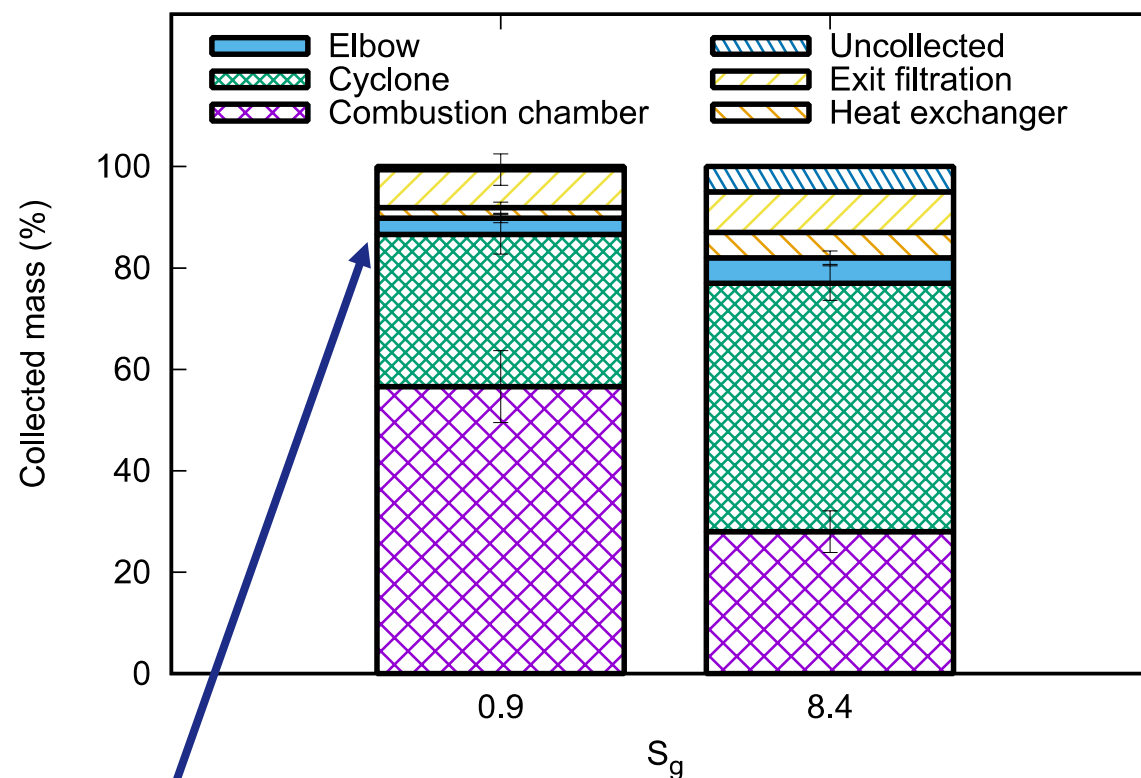 Elbow
Cyclone
Combustion chamber
Uncollected
Exit filtration
Heat exchanger
Collected mass (%)
100
80
60
40
20
0
0.9 8.4
Sg